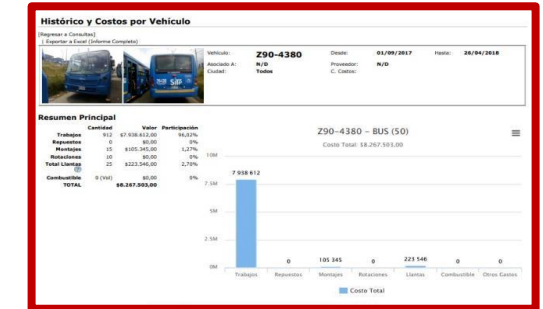 Histórico y Costos por Vehículo
[Regresar a Consultas]
| Exportar a Excel (Informe Completo)
Vehículo: Z90-4380 Desde: 01/09/2017 Hasta: 26/04/2018
Asociado A: N/D Proveedor: N/D
Ciudad: Todos C. Costos:
Resumen Principal
Cantidad Valor Participación
Trabajos 912 $7.938.612,00 96,02%
Repuestos 0 $0,00 0%
Montajes 15 $105.345,00 1,27%
Rotaciones 10 $0,00 0%
Total Llantas 25 $223.546,00 2,70%
Combustible 0 (Vol) $0,00 0%
TOTAL $8.267.503,00
Z90-4380 - BUS (50)
Costo Total: $8.267.503,00
10M
7.5M
5M
2.5M
0M
7 938 612 0 105 345 0 223 546 0 0
Trabajos Repuestos Montajes Rotaciones Llantas Combustible Otros Gastos
Costo Total